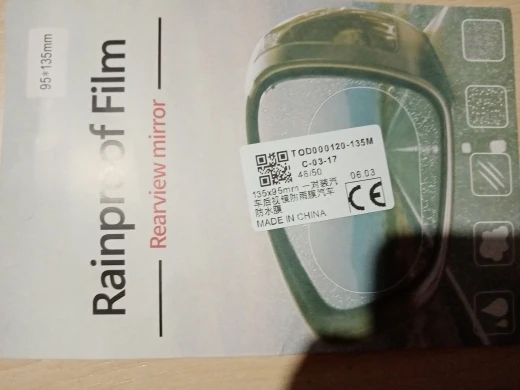 95*135mm
Rainproof Film
Rearview mirror
TOD000120-135M
C-03-17
48/50
06.03
135x95mm 一对装汽
车后视镜防雨膜汽车
防水膜
MADE IN CHINA
CE